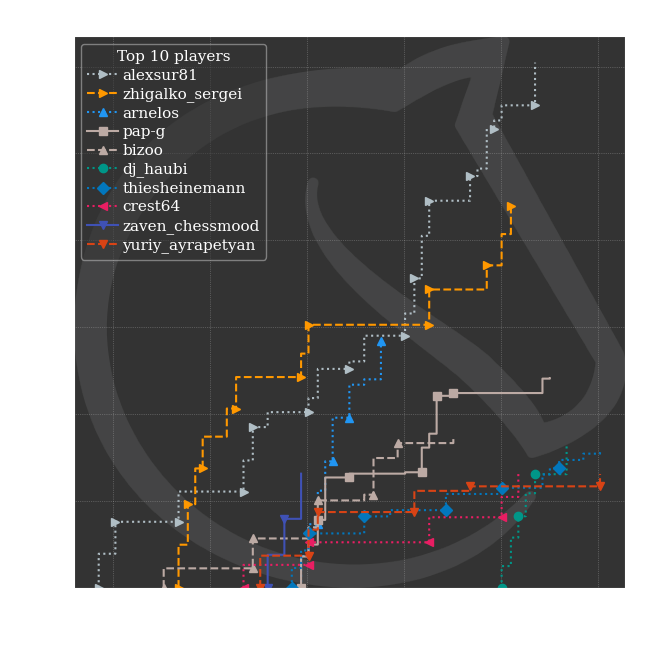 Top 10 players
alexsur81
zhigalko_sergei
arnelos
pap-g
bizoo
dj_haubi
thiesheinemann
crest64
zaven_chessmood
yuriy_ayrapetyan